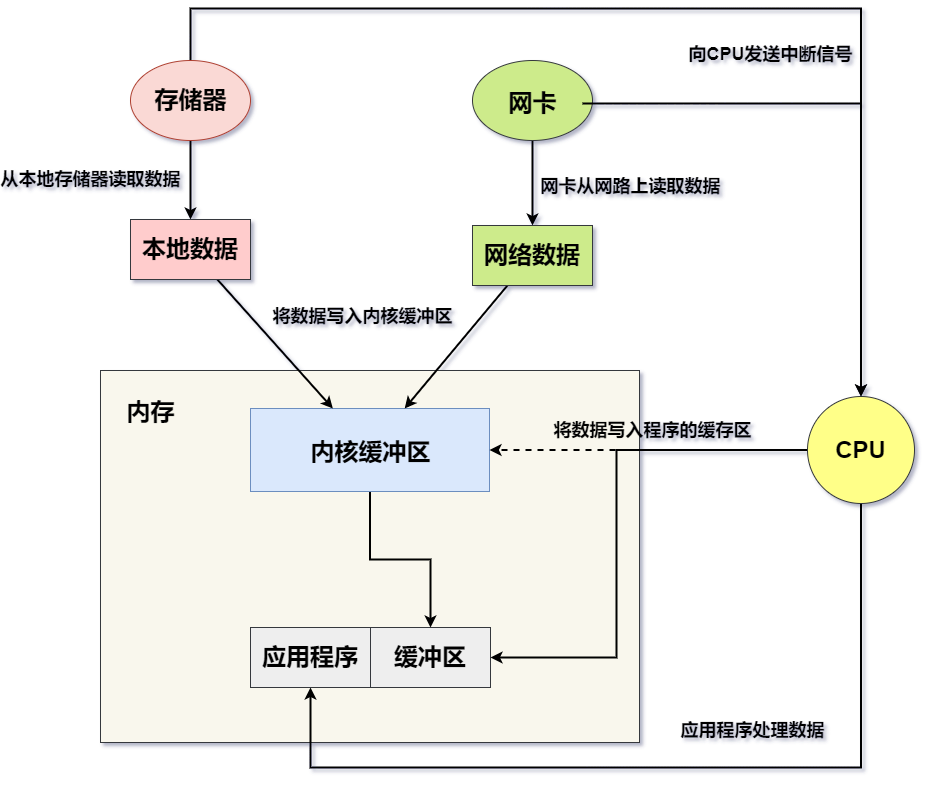 向CPU发送中断信号
存储器
网卡
从本地存储器读取数据
网卡从网路上读取数据
本地数据
网络数据
将数据写入内核缓冲区
内存
内核缓冲区
将数据写入程序的缓存区
CPU
应用程序
缓冲区
应用程序处理数据